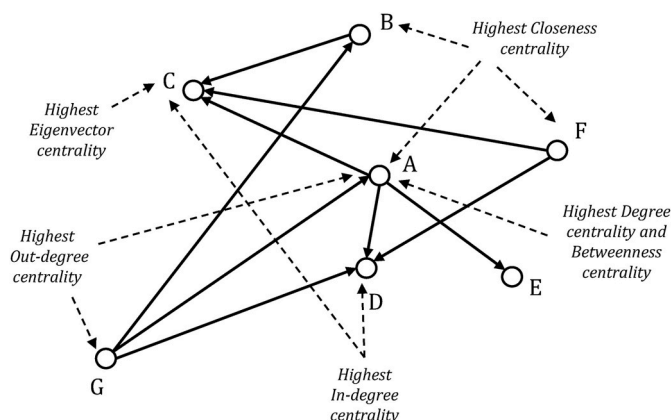 B
Highest Closeness
centrality
C
Highest
Eigenvector
centrality
F
A
Highest Degree
centrality and
Betweenness
centrality
Highest
Out-degree
centrality
E
D
G
Highest
In-degree
centrality